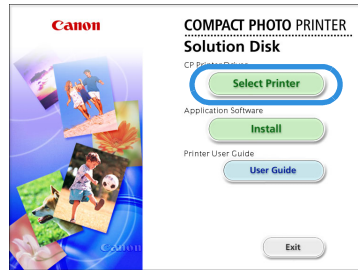 Canon
COMPACT PHOTO PRINTER
Solution Disk
CP Printer Driver
Select Printer
Application Software
Install
Printer User Guide
User Guide
Canon
Exit